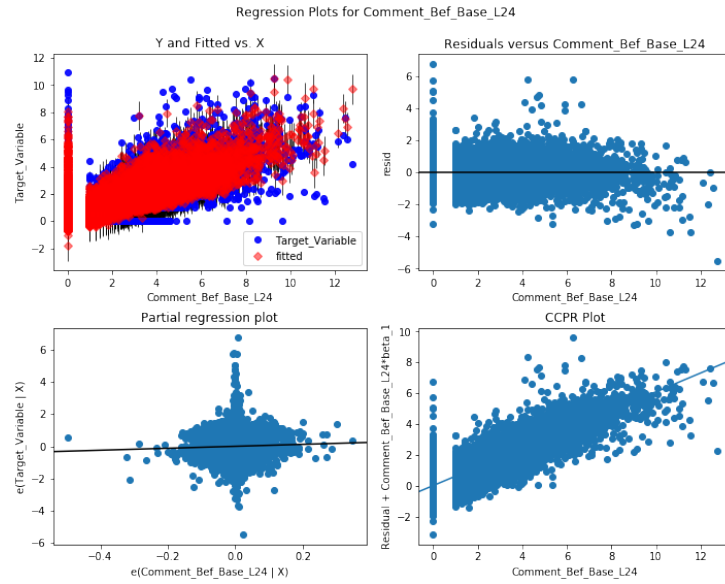 Regression Plots for Comment_Bef_Base_L24
Y and Fitted vs. X
Target_Variable
12
10
8
6
4
2
0
−2
0 2 4 6 8 10 12
Comment_Bef_Base_L24
Target_Variable
fitted
Residuals versus Comment_Bef_Base_L24
resid
6
4
2
0
−2
−4
−6
0 2 4 6 8 10 12
Comment_Bef_Base_L24
Partial regression plot
e(Target_Variable | X)
6
4
2
0
−2
−4
−6
−0.4 −0.2 0.0 0.2
e(Comment_Bef_Base_L24 | X)
CCPR Plot
Residual + Comment_Bef_Base_L24*beta_1
10
8
6
4
2
0
−2
0 2 4 6 8 10 12
Comment_Bef_Base_L24